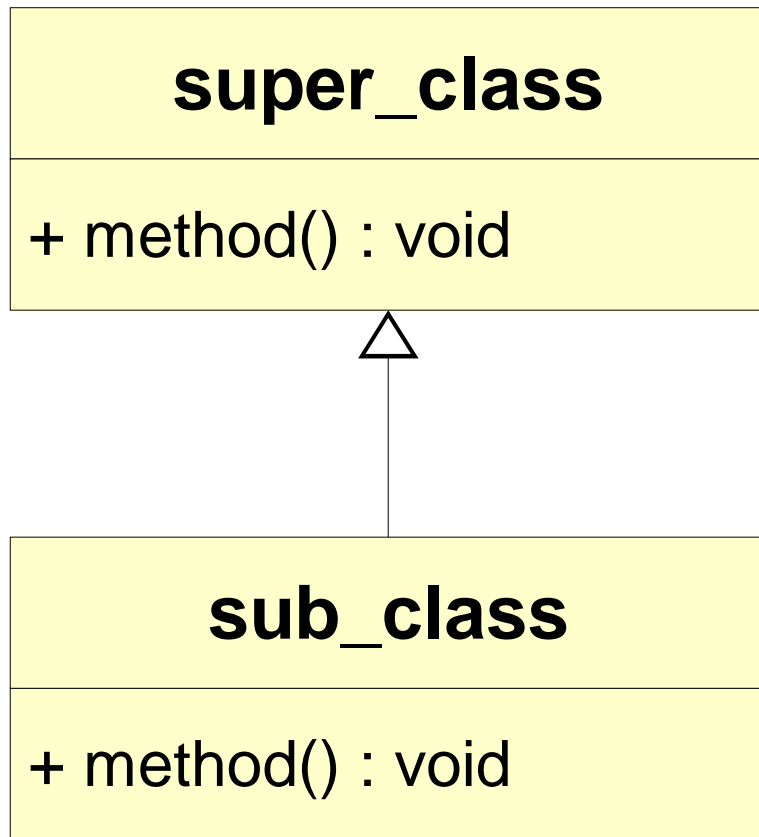 super_class
+ method() : void
sub_class
+ method() : void